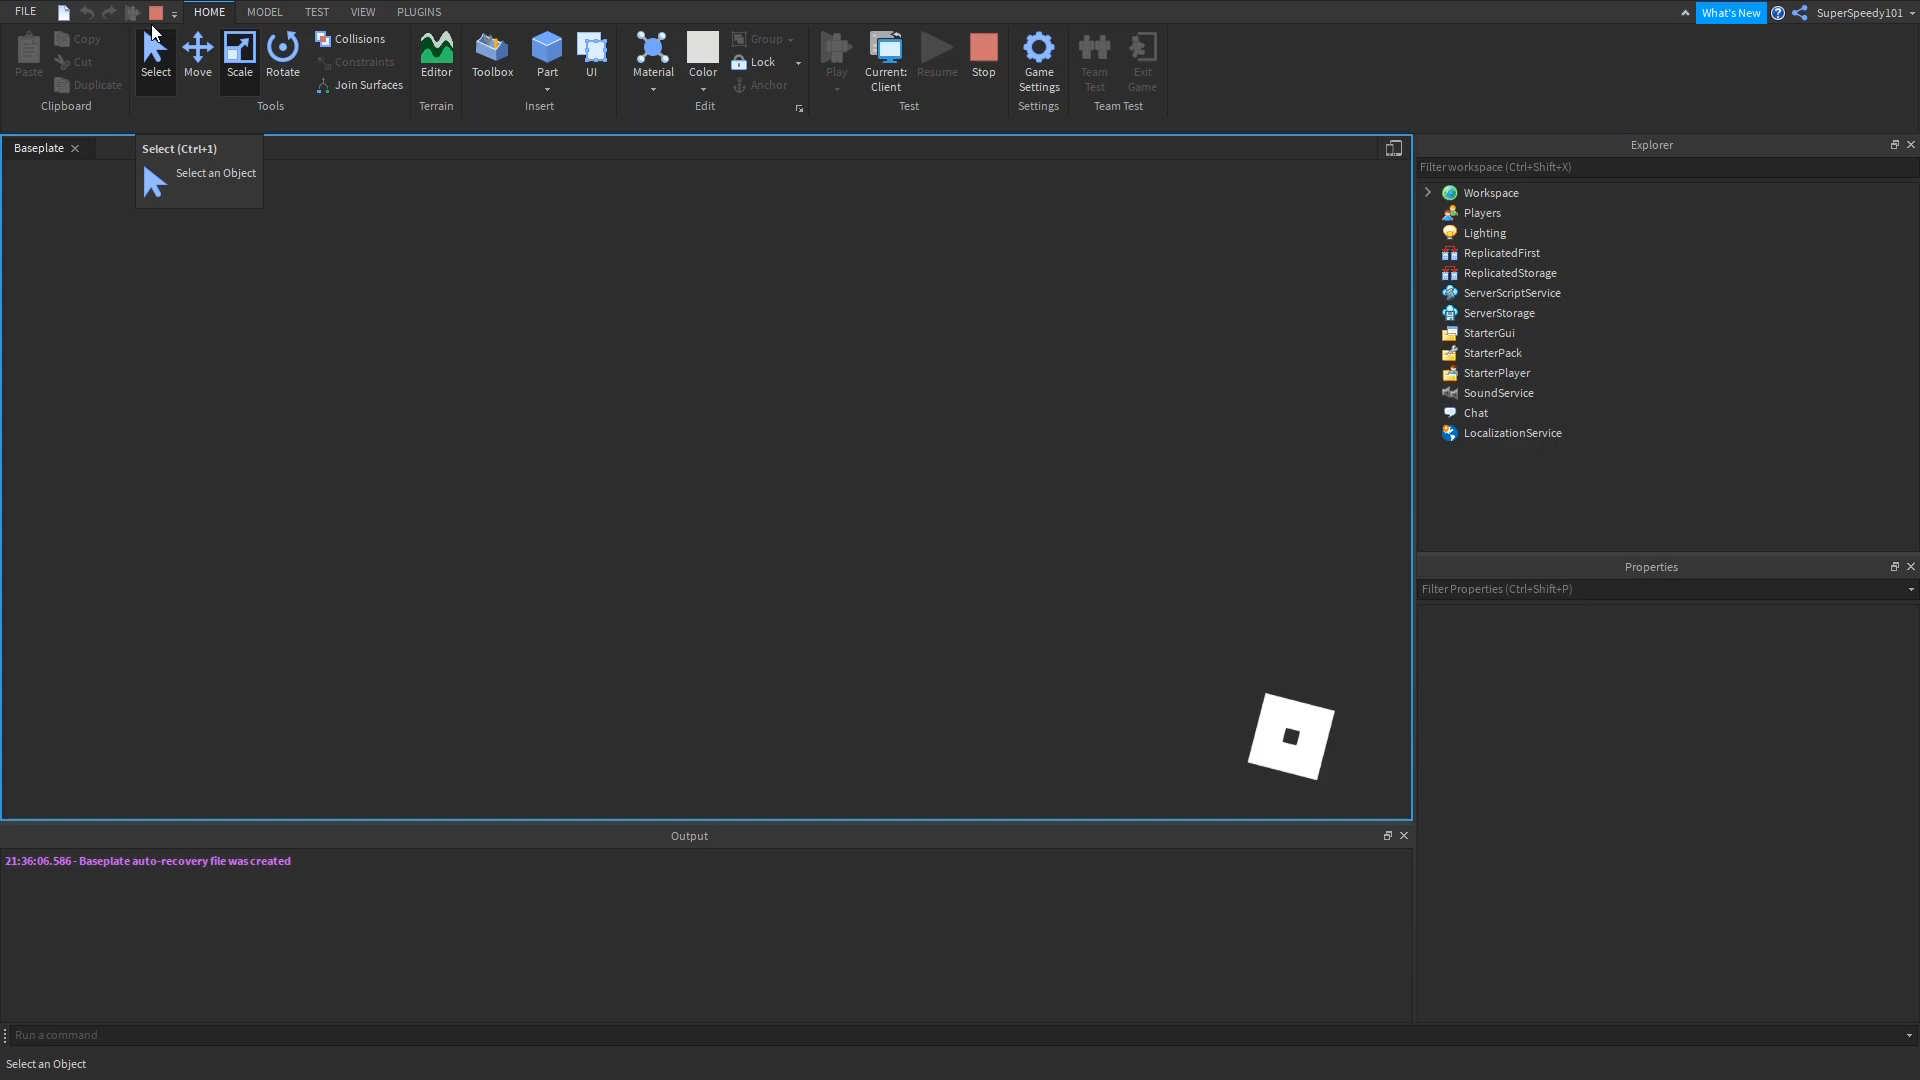 FILE
HOME
MODEL
TEST
VIEW
PLUGINS
What's New
SuperSpeedy101
Paste
Copy
Cut
Duplicate
Clipboard
Select
Move
Scale
Rotate
Collisions
Constraints
Join Surfaces
Tools
Editor
Terrain
Toolbox
Part
UI
Insert
Material
Color
Group
Lock
Anchor
Edit
Play
Current:
Client
Resume
Stop
Test
Game
Settings
Settings
Team
Test
Exit
Game
Team Test
Baseplate
Select (Ctrl+1)
Select an Object
Explorer
Filter workspace (Ctrl+Shift+X)
Workspace
Players
Lighting
ReplicatedFirst
ReplicatedStorage
ServerScriptService
ServerStorage
StarterGui
StarterPack
StarterPlayer
SoundService
Chat
LocalizationService
Properties
Filter Properties (Ctrl+Shift+P)
Output
21:36:06.586 - Baseplate auto-recovery file was created
Run a command
Select an Object